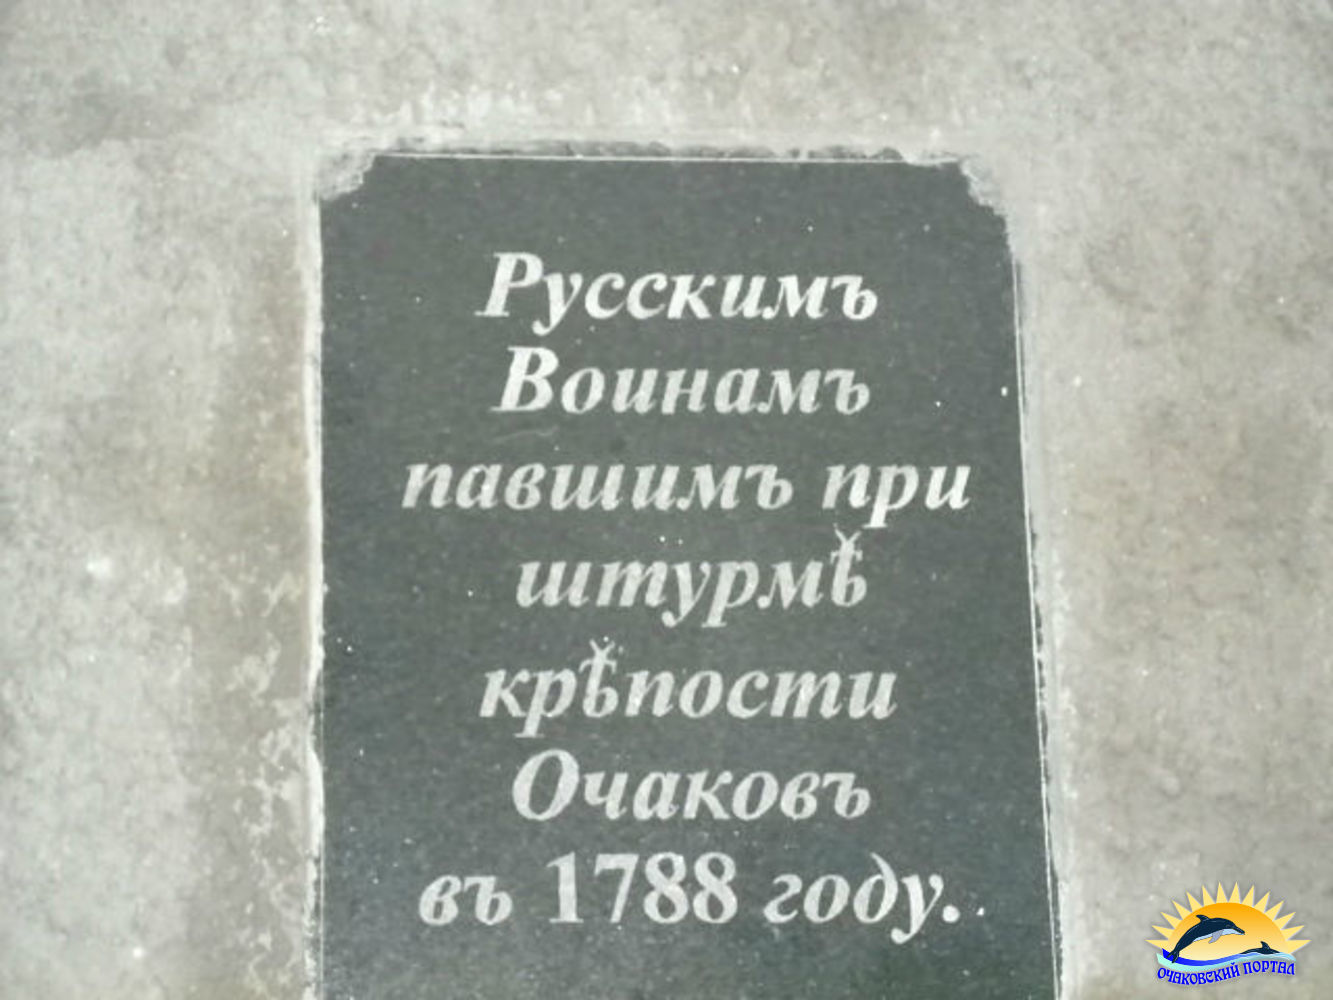 Русскимъ
Воинамъ
павшимъ при
штурмѣ
крѣпости
Очаковъ
въ 1788 году.
ОЧАКОВСКИЙ ПОРТАЛ